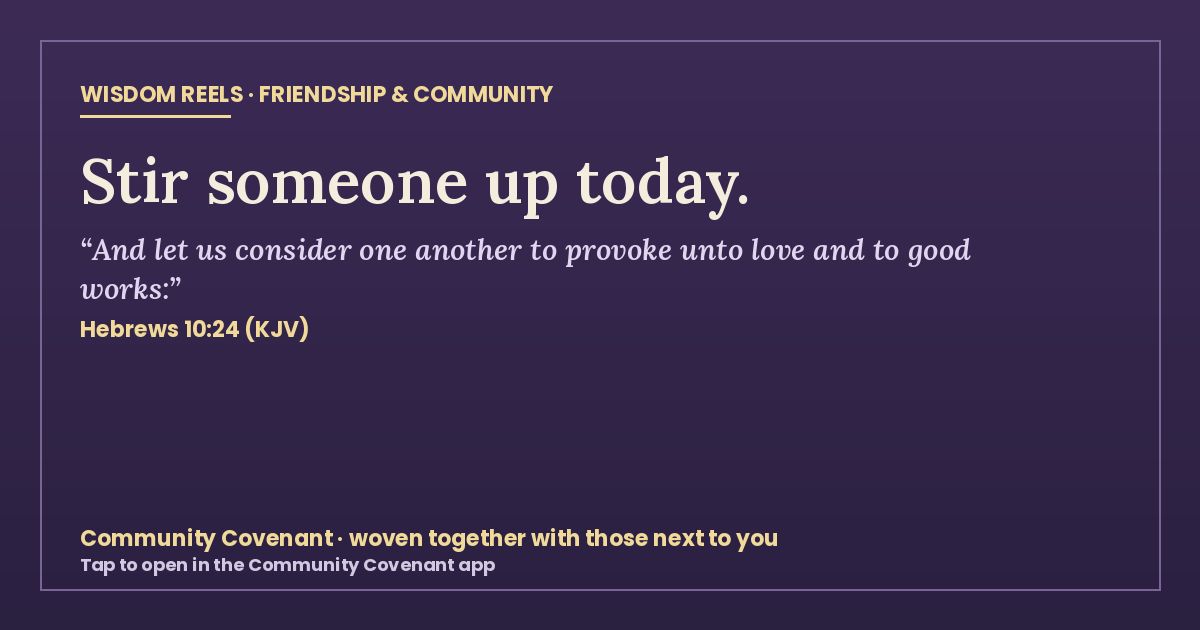 WISDOM REELS · FRIENDSHIP & COMMUNITY
Stir someone up today.
“And let us consider one another to provoke unto love and to good
works:”
Hebrews 10:24 (KJV)
Community Covenant · woven together with those next to you
Tap to open in the Community Covenant app